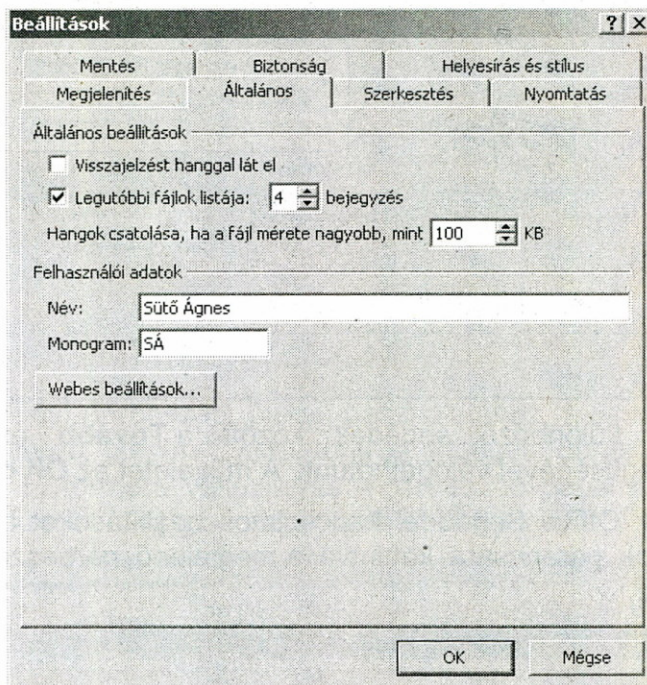 Beállítások
Mentés Biztonság Helyesírás és stílus
Megjelenítés Általános Szerkesztés Nyomtatás
Általános beállítások
Visszajelzést hanggal lát el
Legutóbbi fájlok listája: 4 bejegyzés
Hangok csatolása, ha a fájl mérete nagyobb, mint 100 KB
Felhasználói adatok
Név: Sütő Ágnes
Monogram: SÁ
Webes beállítások...
OK Mégse